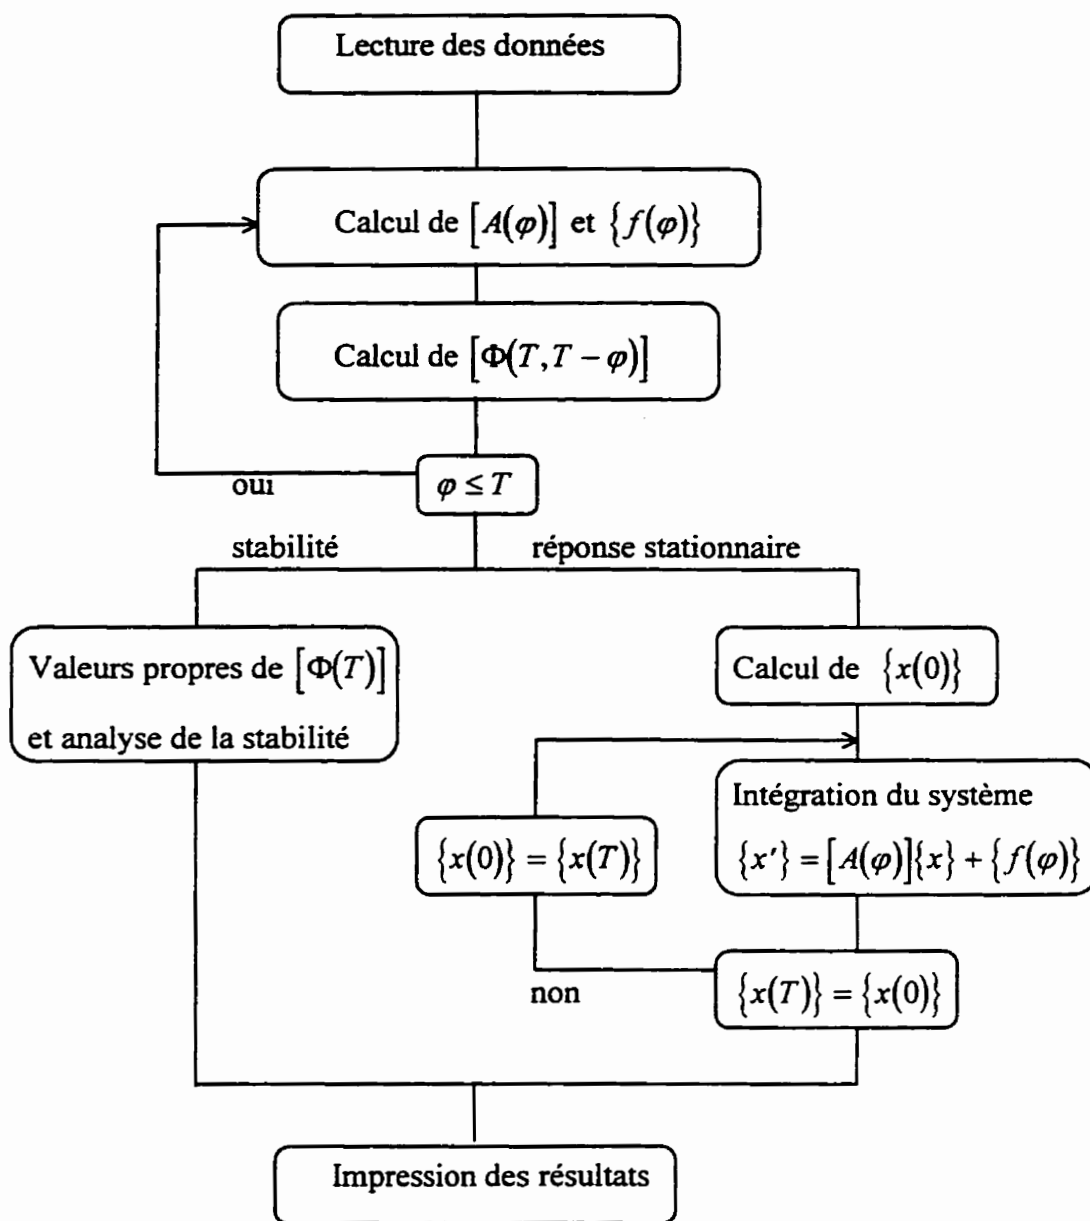 Lecture des données
Calcul de [A(φ)] et {f(φ)}
Calcul de [Φ(T, T − φ)]
oui
φ ≤ T
stabilité
réponse stationnaire
Valeurs propres de [Φ(T)]
et analyse de la stabilité
Calcul de {x(0)}
Intégration du système
{x′} = [A(φ)]{x} + {f(φ)}
{x(0)} = {x(T)}
non
{x(T)} = {x(0)}
Impression des résultats